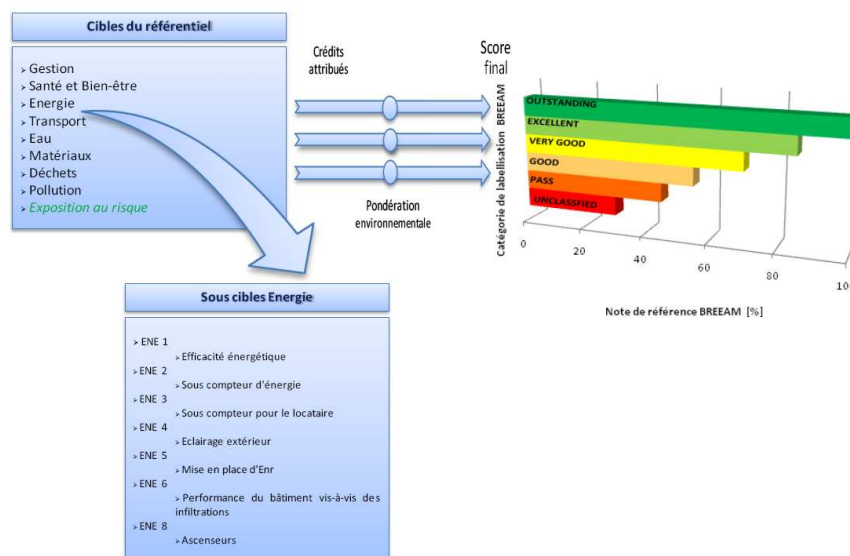 Cibles du référentiel
➢ Gestion
➢ Santé et Bien-être
➢ Energie
➢ Transport
➢ Eau
➢ Matériaux
➢ Déchets
➢ Pollution
➢ Exposition au risque
Crédits
attribués
Pondération
environnementale
Score
final
Catégorie de labellisation BREEAM
OUTSTANDING
EXCELLENT
VERY GOOD
GOOD
PASS
UNCLASSFIED
0
20
40
60
80
10
Note de référence BREEAM [%]
Sous cibles Energie
➢ ENE 1
➢ Efficacité énergétique
➢ ENE 2
➢ Sous compteur d'énergie
➢ ENE 3
➢ Sous compteur pour le locataire
➢ ENE 4
➢ Eclairage extérieur
➢ ENE 5
➢ Mise en place d'Enr
➢ ENE 6
➢ Performance du bâtiment vis-à-vis des
infiltrations
➢ ENE 8
➢ Ascenseurs